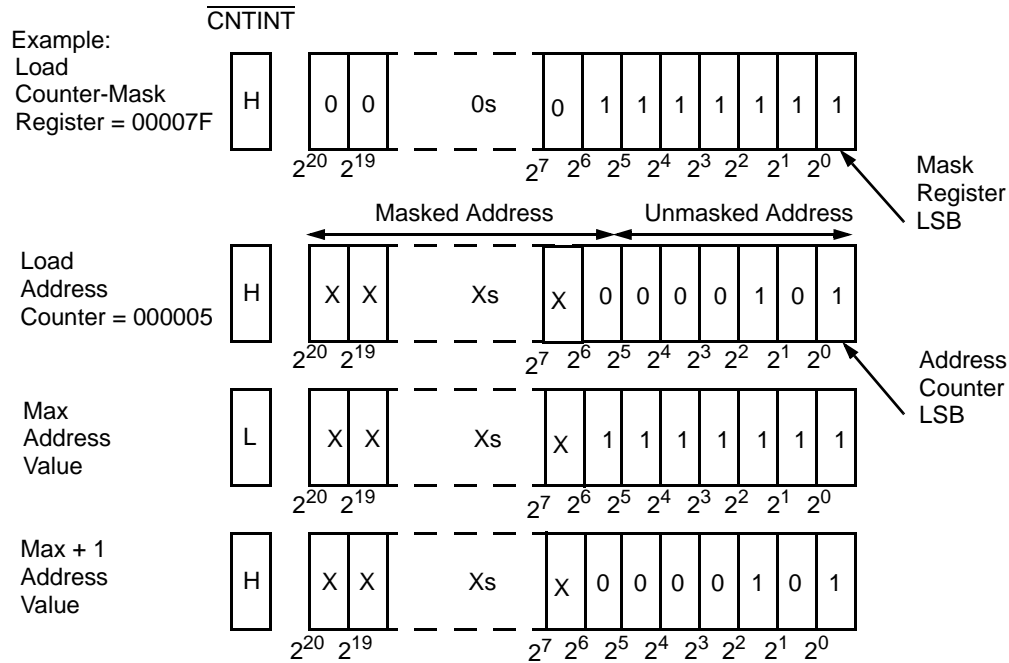 CNTINT
Example:
Load
Counter-Mask
Register = 00007F
H
0 0 0s 0 1 1 1 1 1 1 1
2^20 2^19 2^7 2^6 2^5 2^4 2^3 2^2 2^1 2^0
Mask
Register
LSB
Masked Address Unmasked Address
Load
Address
Counter = 000005
H
X X Xs X 0 0 0 0 1 0 1
2^20 2^19 2^7 2^6 2^5 2^4 2^3 2^2 2^1 2^0
Address
Counter
LSB
Max
Address
Value
L
X X Xs X 1 1 1 1 1 1 1
2^20 2^19 2^7 2^6 2^5 2^4 2^3 2^2 2^1 2^0
Max + 1
Address
Value
H
X X Xs X 0 0 0 0 1 0 1
2^20 2^19 2^7 2^6 2^5 2^4 2^3 2^2 2^1 2^0